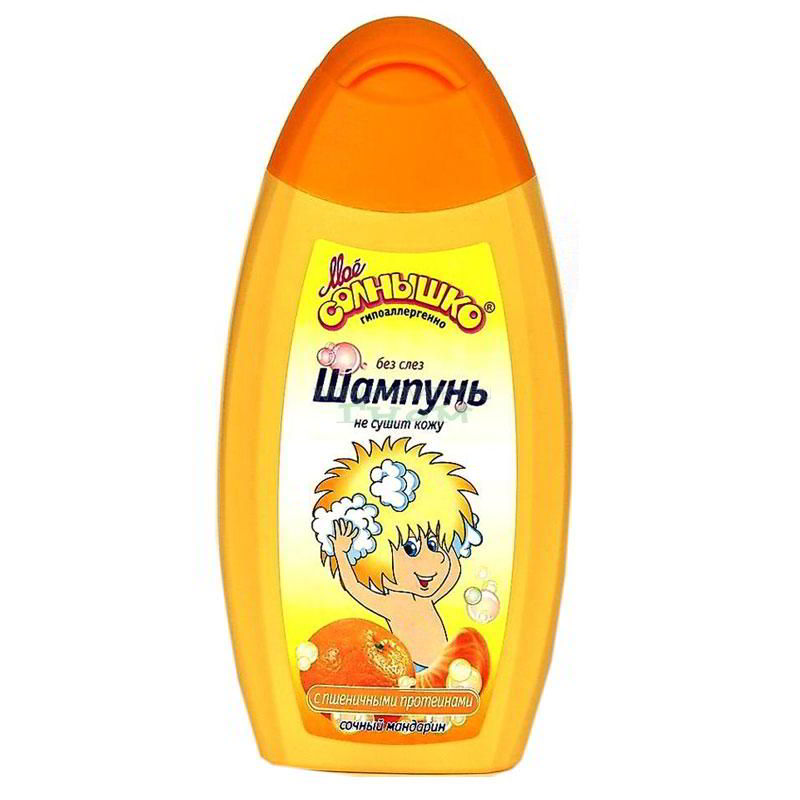 Моё
СОЛНЫШКО®
гипоаллергенно
без слез
Шампунь
не сушит кожу
с пшеничными протеинами
сочный мандарин